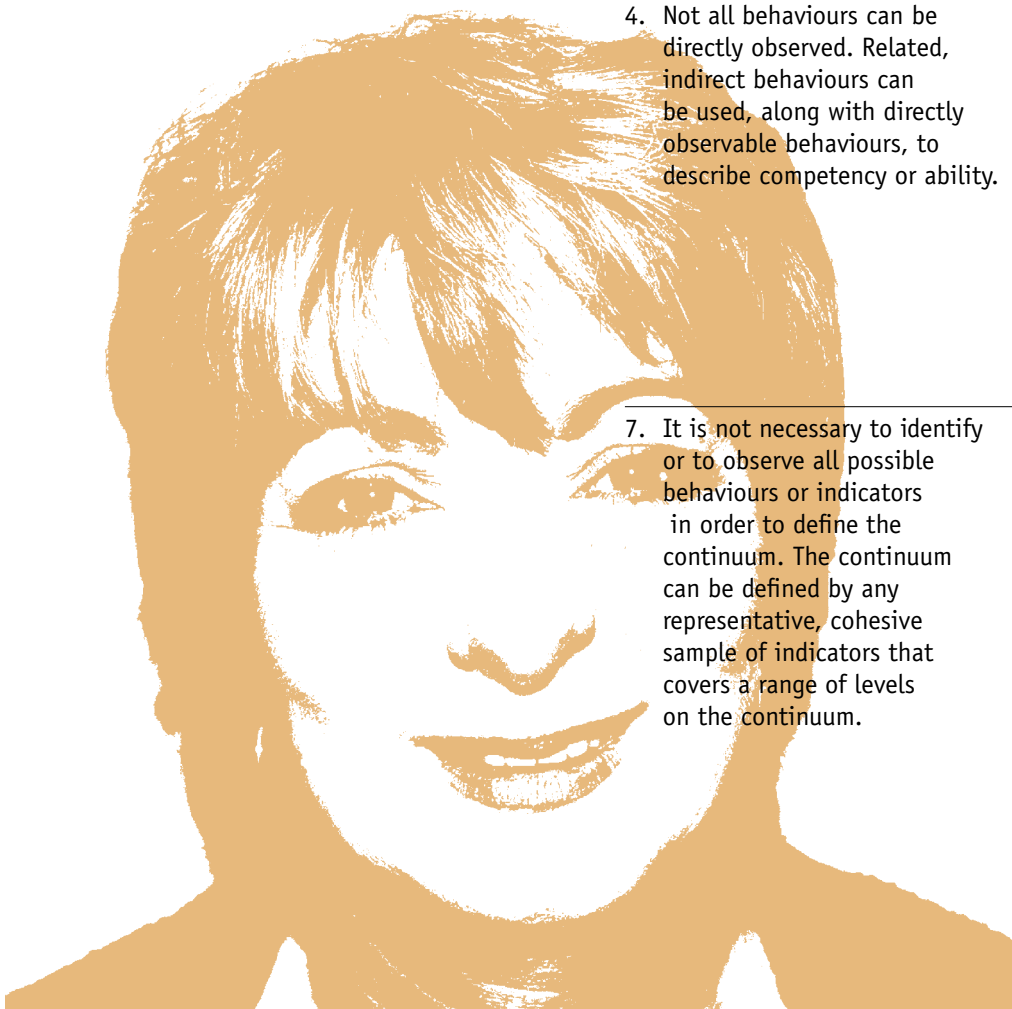 4. Not all behaviours can be
directly observed. Related,
indirect behaviours can
be used, along with directly
observable behaviours, to
describe competency or ability.
7. It is not necessary to identify
or to observe all possible
behaviours or indicators
in order to define the
continuum. The continuum
can be defined by any
representative, cohesive
sample of indicators that
covers a range of levels
on the continuum.